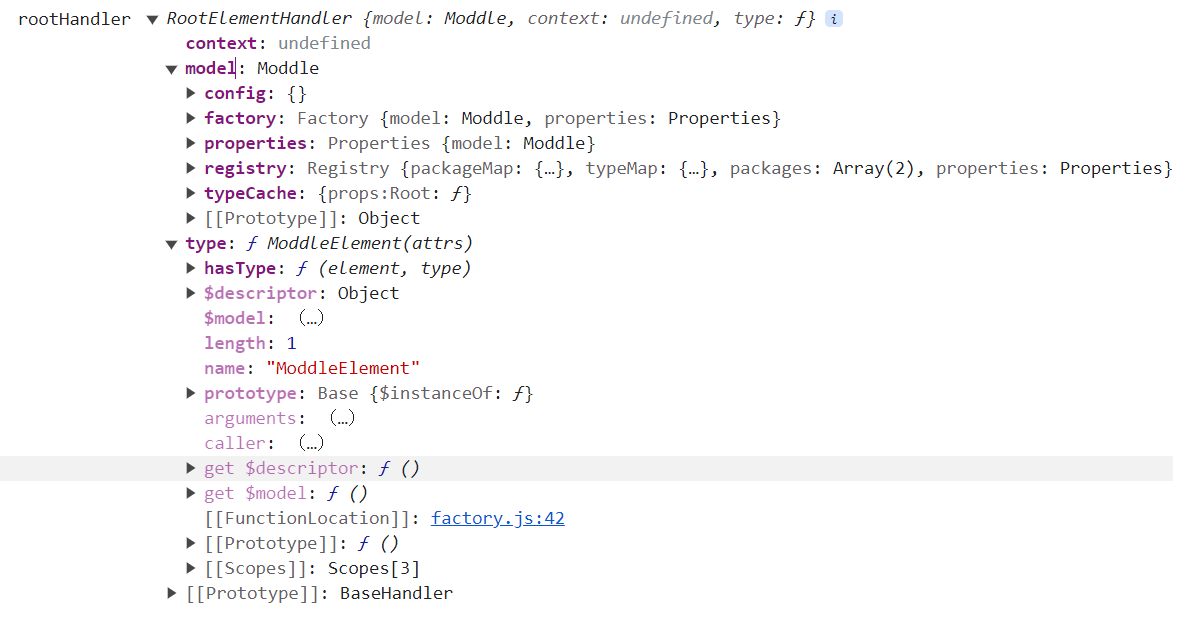 rootHandler ▼ RootElementHandler {model: Moddle, context: undefined, type: ƒ} i
context: undefined
▼ model: Moddle
▶ config: {}
▶ factory: Factory {model: Moddle, properties: Properties}
▶ properties: Properties {model: Moddle}
▶ registry: Registry {packageMap: {…}, typeMap: {…}, packages: Array(2), properties: Properties}
▶ typeCache: {props:Root: ƒ}
▶ [[Prototype]]: Object
▼ type: ƒ ModdleElement(attrs)
▶ hasType: ƒ (element, type)
▶ $descriptor: Object
$model: (…)
length: 1
name: "ModdleElement"
▶ prototype: Base {$instanceOf: ƒ}
arguments: (…)
caller: (…)
▶ get $descriptor: ƒ ()
▶ get $model: ƒ ()
[[FunctionLocation]]: factory.js:42
▶ [[Prototype]]: ƒ ()
▶ [[Scopes]]: Scopes[3]
▶ [[Prototype]]: BaseHandler